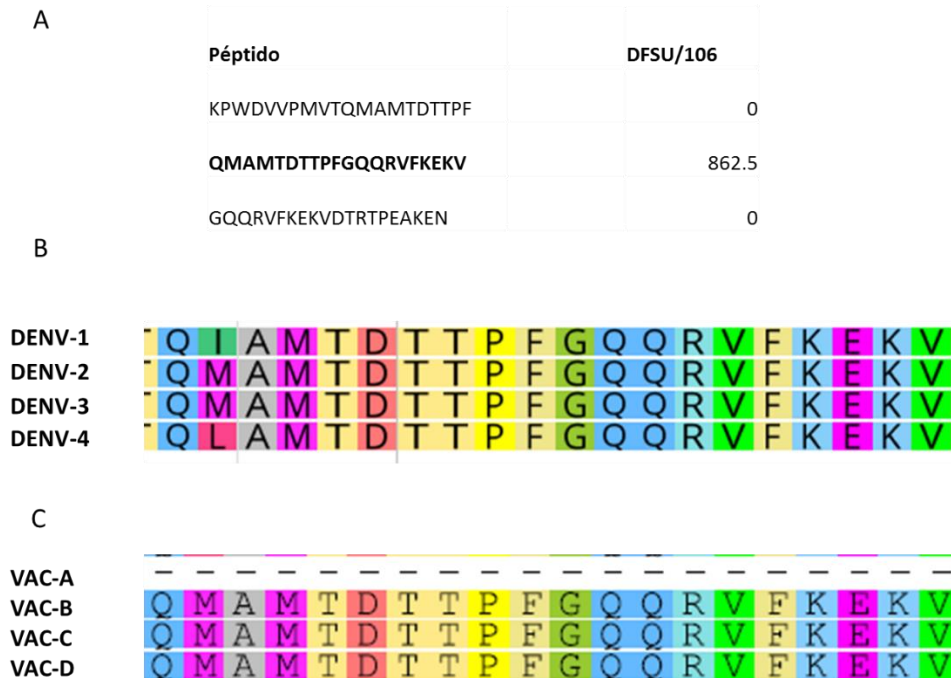 A
Péptido DFSU/106
KPWDVVPMVTQMAMTDTTPF 0
QMAMTDTTPFGQQRVFKEKV 862.5
GQQRVFKEKVDTRTPEAKEN 0
B
DENV-1 Q I A M T D T T P F G Q Q R V F K E K V
DENV-2 Q M A M T D T T P F G Q Q R V F K E K V
DENV-3 Q M A M T D T T P F G Q Q R V F K E K V
DENV-4 Q L A M T D T T P F G Q Q R V F K E K V
C
VAC-A – – – – – – – – – – – – – – – – – – – –
VAC-B Q M A M T D T T P F G Q Q R V F K E K V
VAC-C Q M A M T D T T P F G Q Q R V F K E K V
VAC-D Q M A M T D T T P F G Q Q R V F K E K V